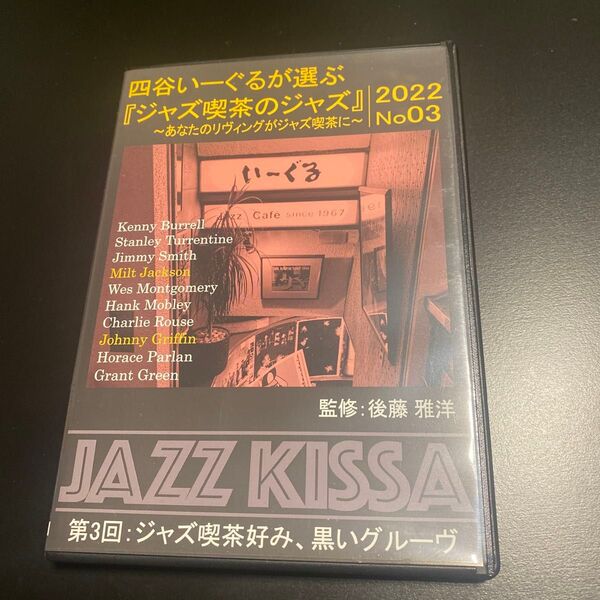 四谷いーぐるが選ぶ
『ジャズ喫茶のジャズ』
～あなたのリヴィングがジャズ喫茶に～
2022
No03
いーぐる
Jazz Cafe since 1967
Kenny Burrell
Stanley Turrentine
Jimmy Smith
Milt Jackson
Wes Montgomery
Hank Mobley
Charlie Rouse
Johnny Griffin
Horace Parlan
Grant Green
監修：後藤 雅洋
JAZZ KISSA
第3回：ジャズ喫茶好み、黒いグルーヴ